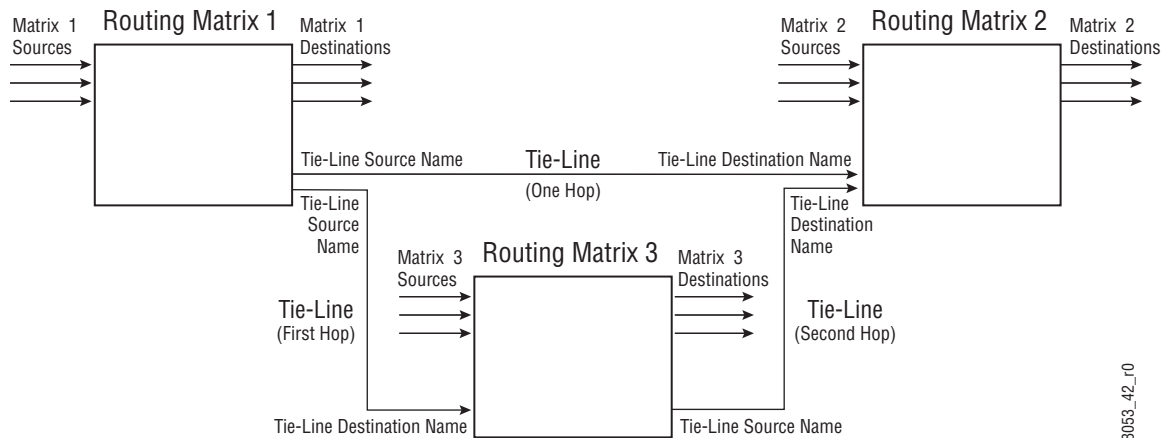 Routing Matrix 1
Matrix 1
Sources
Matrix 1
Destinations
Routing Matrix 2
Matrix 2
Sources
Matrix 2
Destinations
Tie-Line Source Name
Tie-Line
(One Hop)
Tie-Line Destination Name
Tie-Line
Source
Name
Tie-Line
Destination
Name
Routing Matrix 3
Matrix 3
Sources
Matrix 3
Destinations
Tie-Line
(First Hop)
Tie-Line
(Second Hop)
Tie-Line Destination Name
Tie-Line Source Name
8053_42_r0